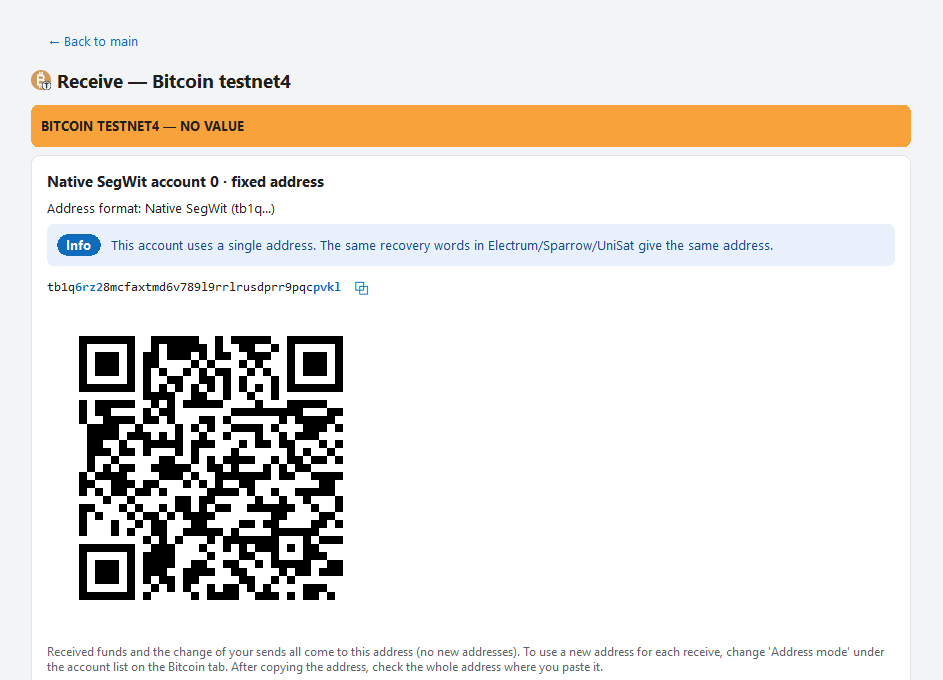 ← Back to main
Receive — Bitcoin testnet4
BITCOIN TESTNET4 — NO VALUE
Native SegWit account 0 · fixed address
Address format: Native SegWit (tb1q...)
Info This account uses a single address. The same recovery words in Electrum/Sparrow/UniSat give the same address.
tb1q6rz28mcfaxtmd6v789l9rrlrusdprr9pqcpvkl
Received funds and the change of your sends all come to this address (no new addresses). To use a new address for each receive, change 'Address mode' under
the account list on the Bitcoin tab. After copying the address, check the whole address where you paste it.